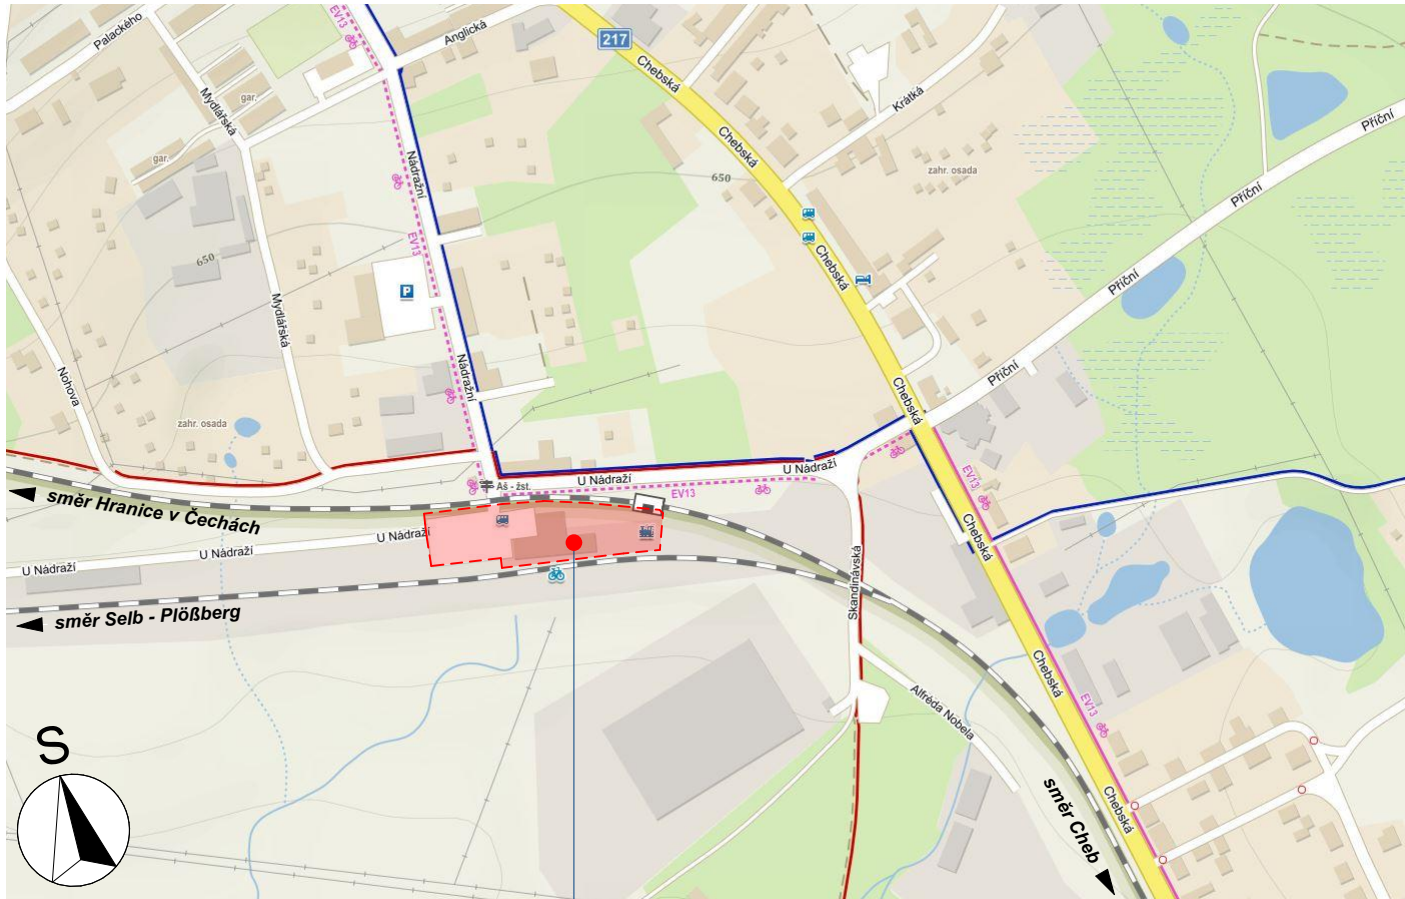 EV13
Palackého
Anglická
217
Chebská
gar.
Mydlářská
Krátká
Příční
Chebská
gar.
Nádražní
650
zahr. osada
Příční
EV13
650
Chebská
Příční
P
Mydlářská
Nohova
Nádražní
Příční
Chebská
zahr. osada
U Nádraží
EV13
U Nádraží
Aš - žst.
EV13
směr Hranice v Čechách
U Nádraží
Chebská
U Nádraží
U Nádraží
Skandinávská
směr Selb - Plößberg
Chebská
Alfréda Nobela
EV13
S
směr Cheb
Chebská